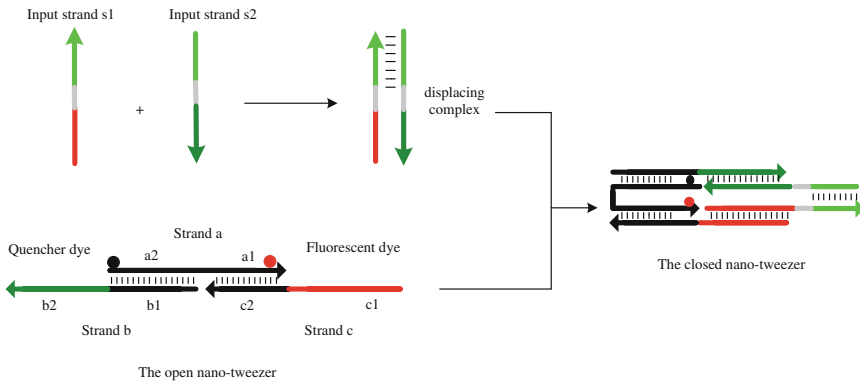 Input strand s1
Input strand s2
+
displacing
complex
Strand a
Quencher dye
Fluorescent dye
a2
a1
b2
b1
c2
c1
Strand b
Strand c
The open nano-tweezer
The closed nano-tweezer